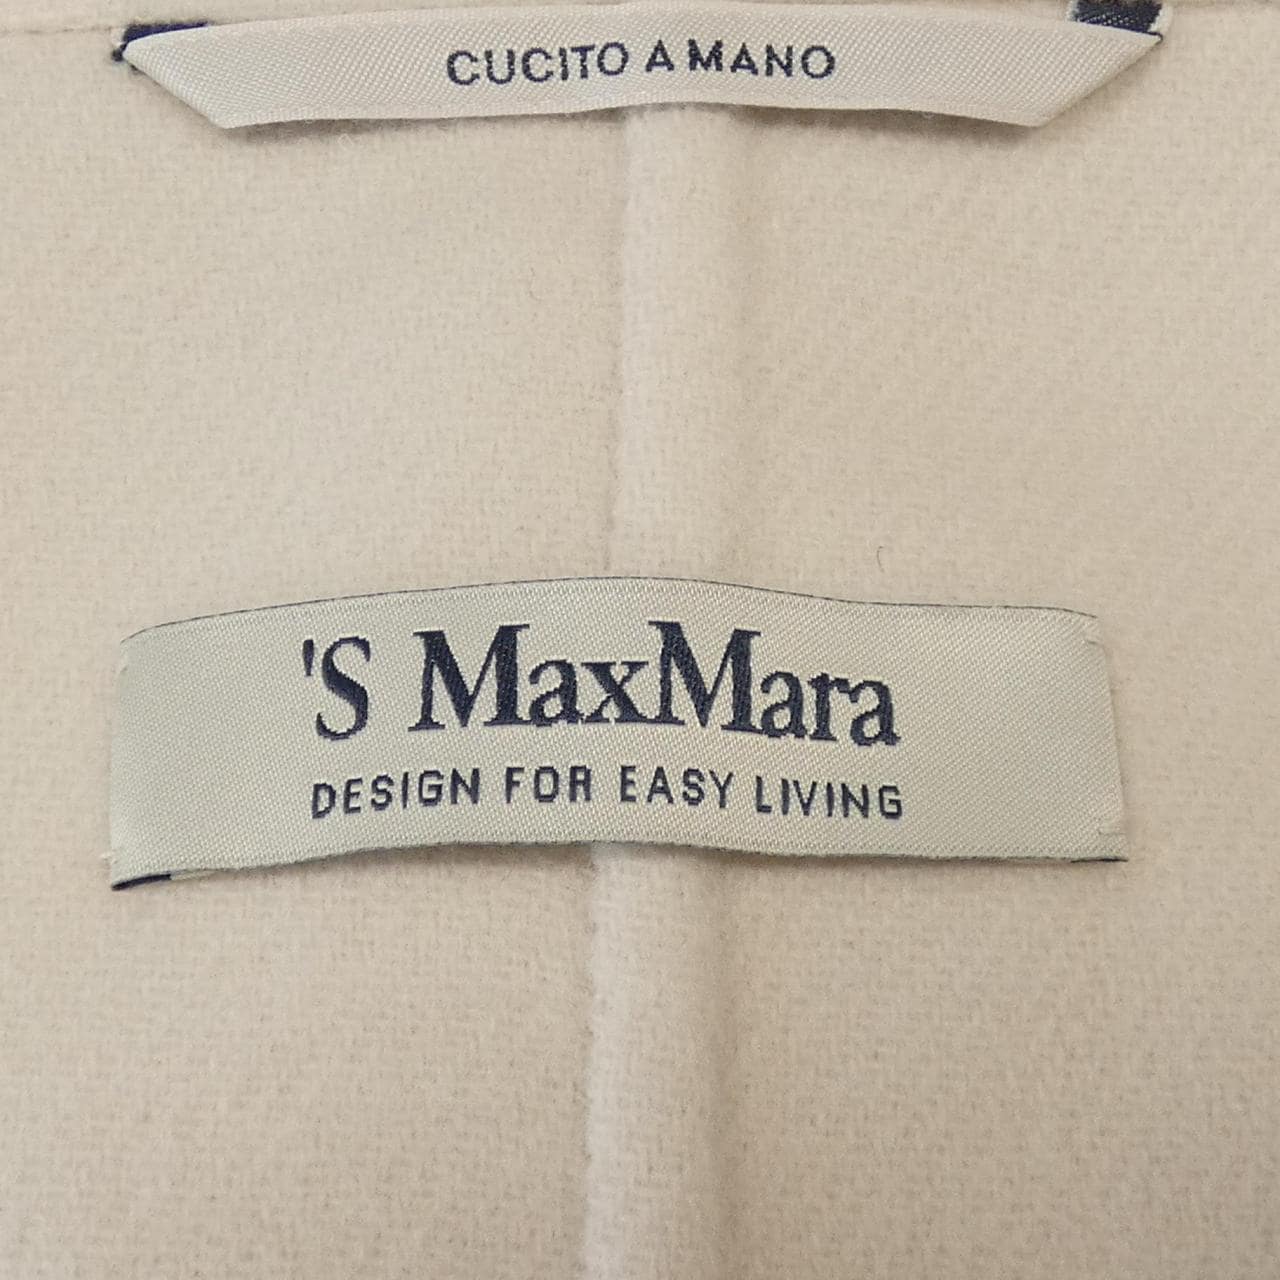 CUCITO A MANO
'S MaxMara
DESIGN FOR EASY LIVING